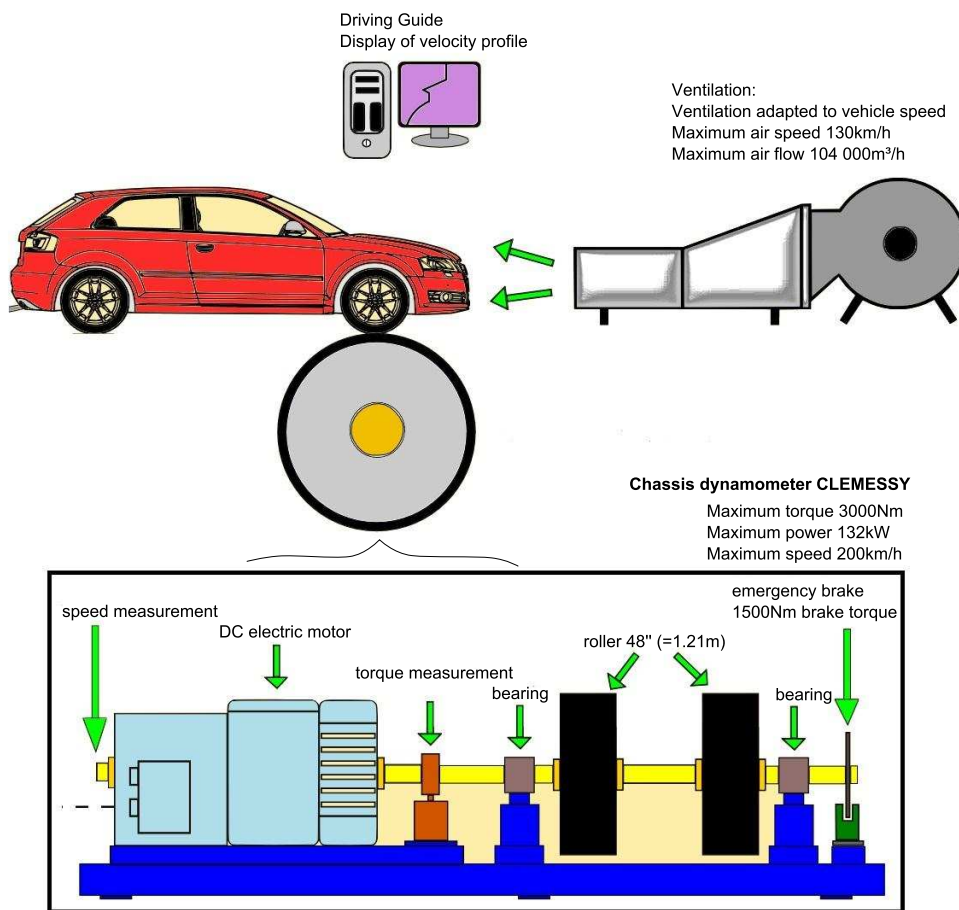 Driving Guide
Display of velocity profile
Ventilation:
Ventilation adapted to vehicle speed
Maximum air speed 130km/h
Maximum air flow 104 000m³/h
Chassis dynamometer CLEMESSY
Maximum torque 3000Nm
Maximum power 132kW
Maximum speed 200km/h
emergency brake
1500Nm brake torque
speed measurement
DC electric motor
roller 48" (=1.21m)
torque measurement
bearing
bearing